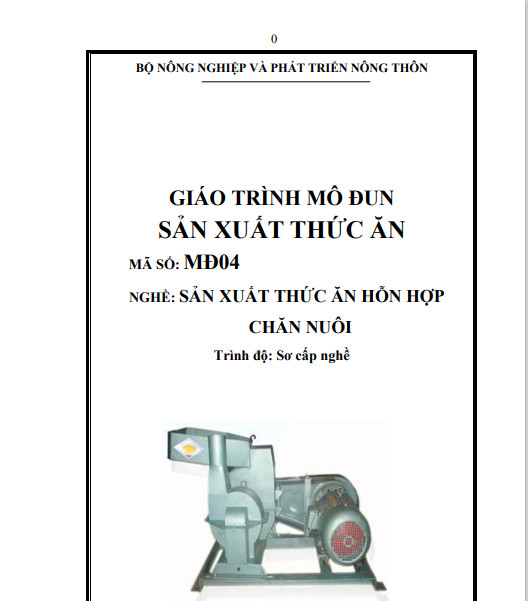 0
BỘ NÔNG NGHIỆP VÀ PHÁT TRIỂN NÔNG THÔN
GIÁO TRÌNH MÔ ĐUN
SẢN XUẤT THỨC ĂN
MÃ SỐ: MĐ04
NGHỀ: SẢN XUẤT THỨC ĂN HỖN HỢP
CHĂN NUÔI
Trình độ: Sơ cấp nghề